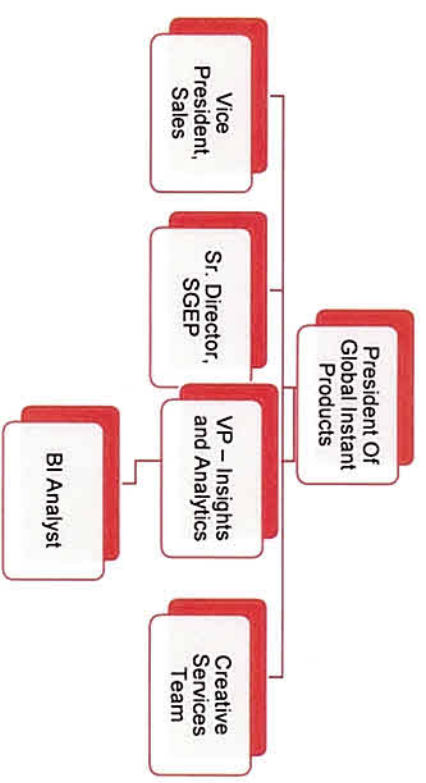 President Of
Global Instant
Products
Vice
President,
Sales
Sr. Director,
SGEP
VP – Insights
and Analytics
Creative
Services
Team
BI Analyst